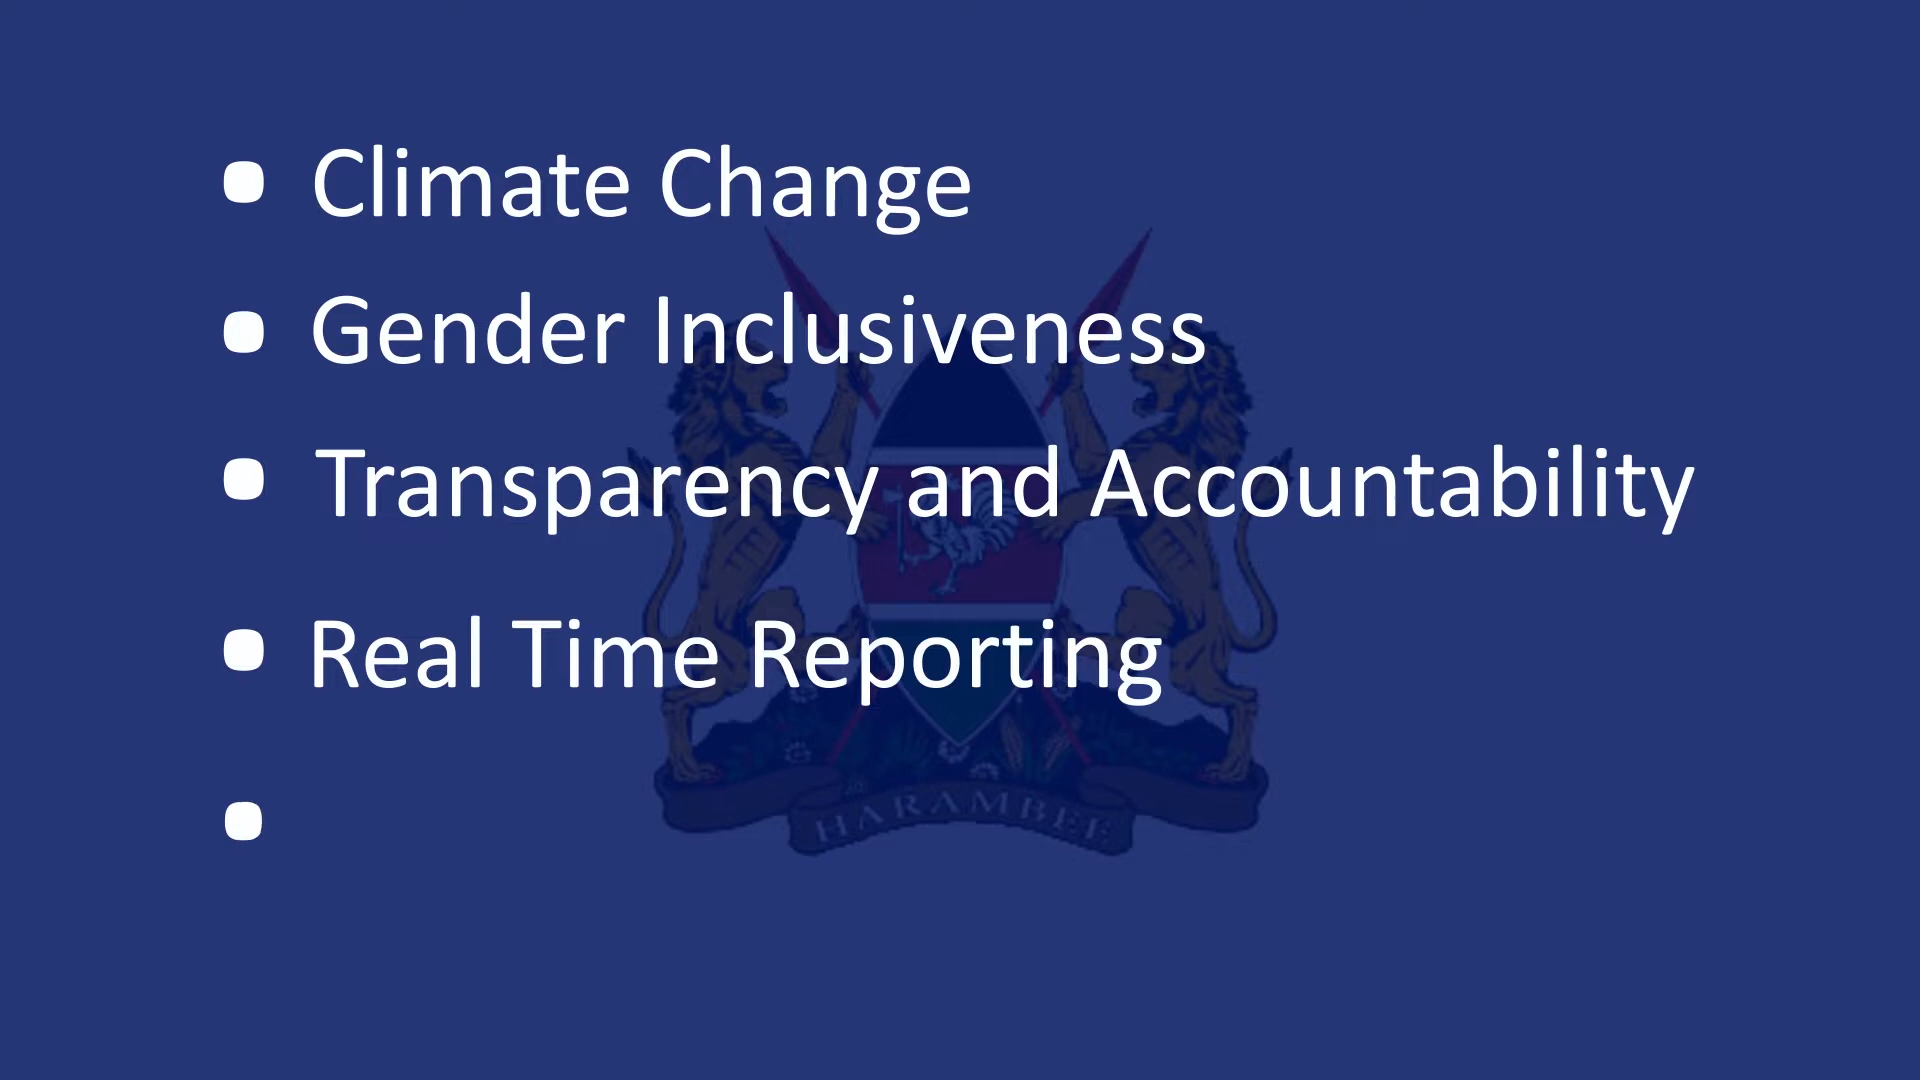 • Climate Change
• Gender Inclusiveness
• Transparency and Accountability
• Real Time Reporting
•
HARAMBEE